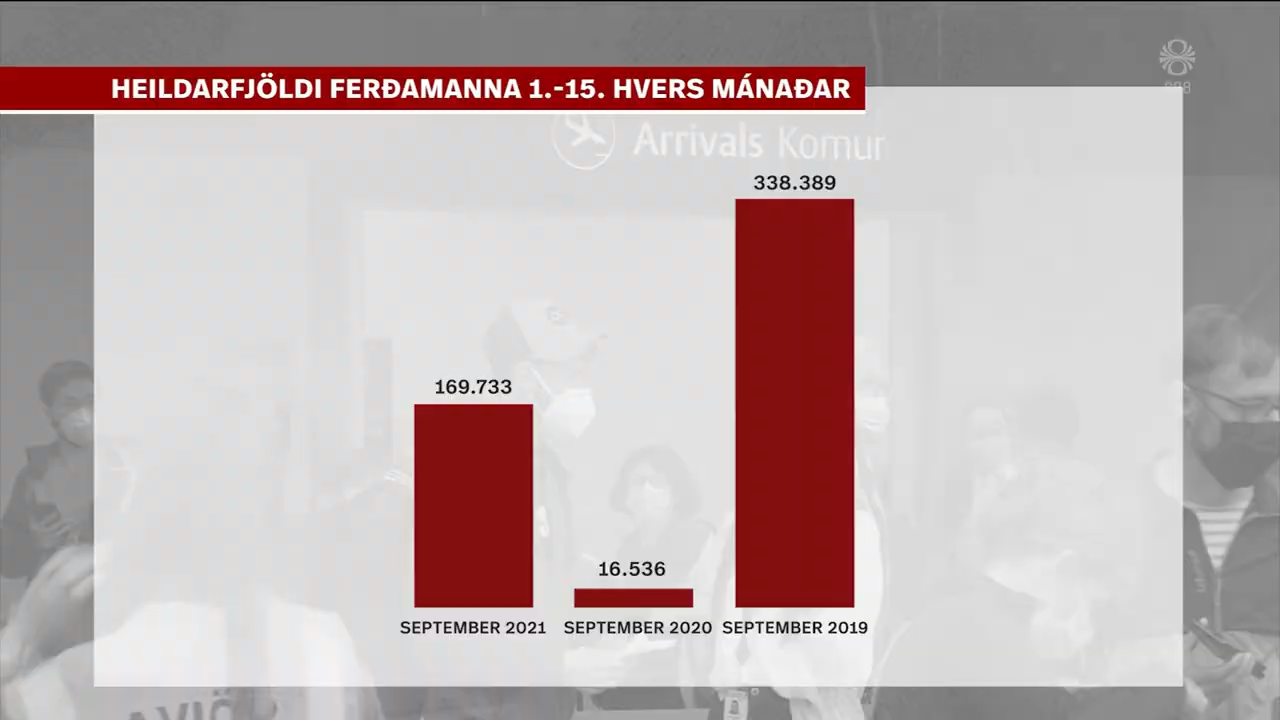 HEILDARFJÖLDI FERÐAMANNA 1.-15. HVERS MÁNAÐAR
Arrivals Komur
338.389
169.733
16.536
SEPTEMBER 2021
SEPTEMBER 2020
SEPTEMBER 2019